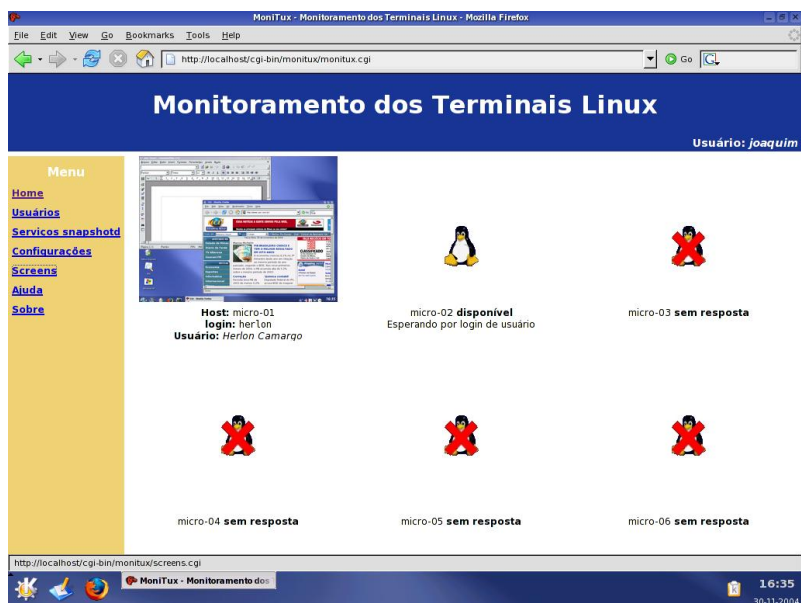 MoniTux - Monitoramento dos Terminais Linux - Mozilla Firefox
File Edit View Go Bookmarks Tools Help
http://localhost/cgi-bin/monitux/monitux.cgi
Go
Monitoramento dos Terminais Linux
Usuário: joaquim
Menu
Home
Usuários
Servicos snapshotd
Configurações
Screens
Ajuda
Sobre
Host: micro-01
login: herlon
Usuário: Herlon Camargo
micro-02 disponível
Esperando por login de usuário
micro-03 sem resposta
micro-04 sem resposta
micro-05 sem resposta
micro-06 sem resposta
http://localhost/cgi-bin/monitux/screens.cgi
MoniTux - Monitoramento dos
16:35
30-11-2004